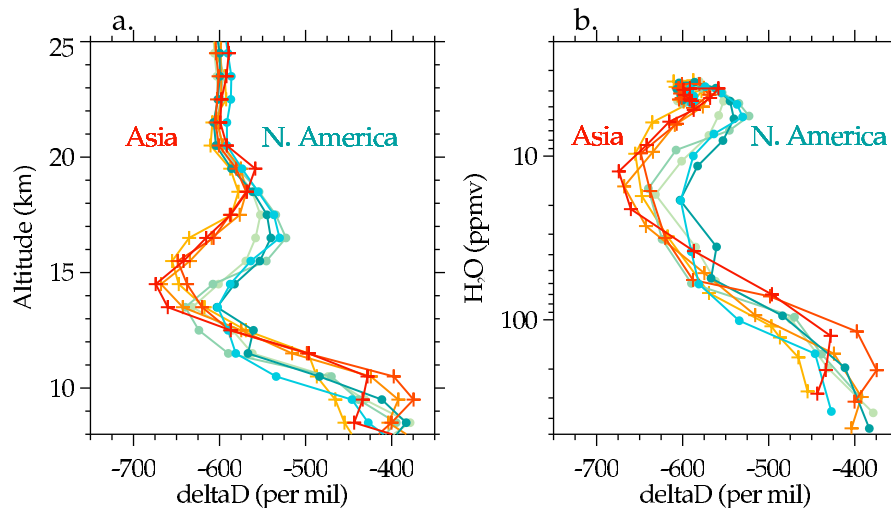 a.
25
20
15
10
Altitude (km)
Asia
N. America
-700
-600
-500
-400
deltaD (per mil)
b.
10
100
H2O (ppmv)
Asia
N. America
-700
-600
-500
-400
deltaD (per mil)